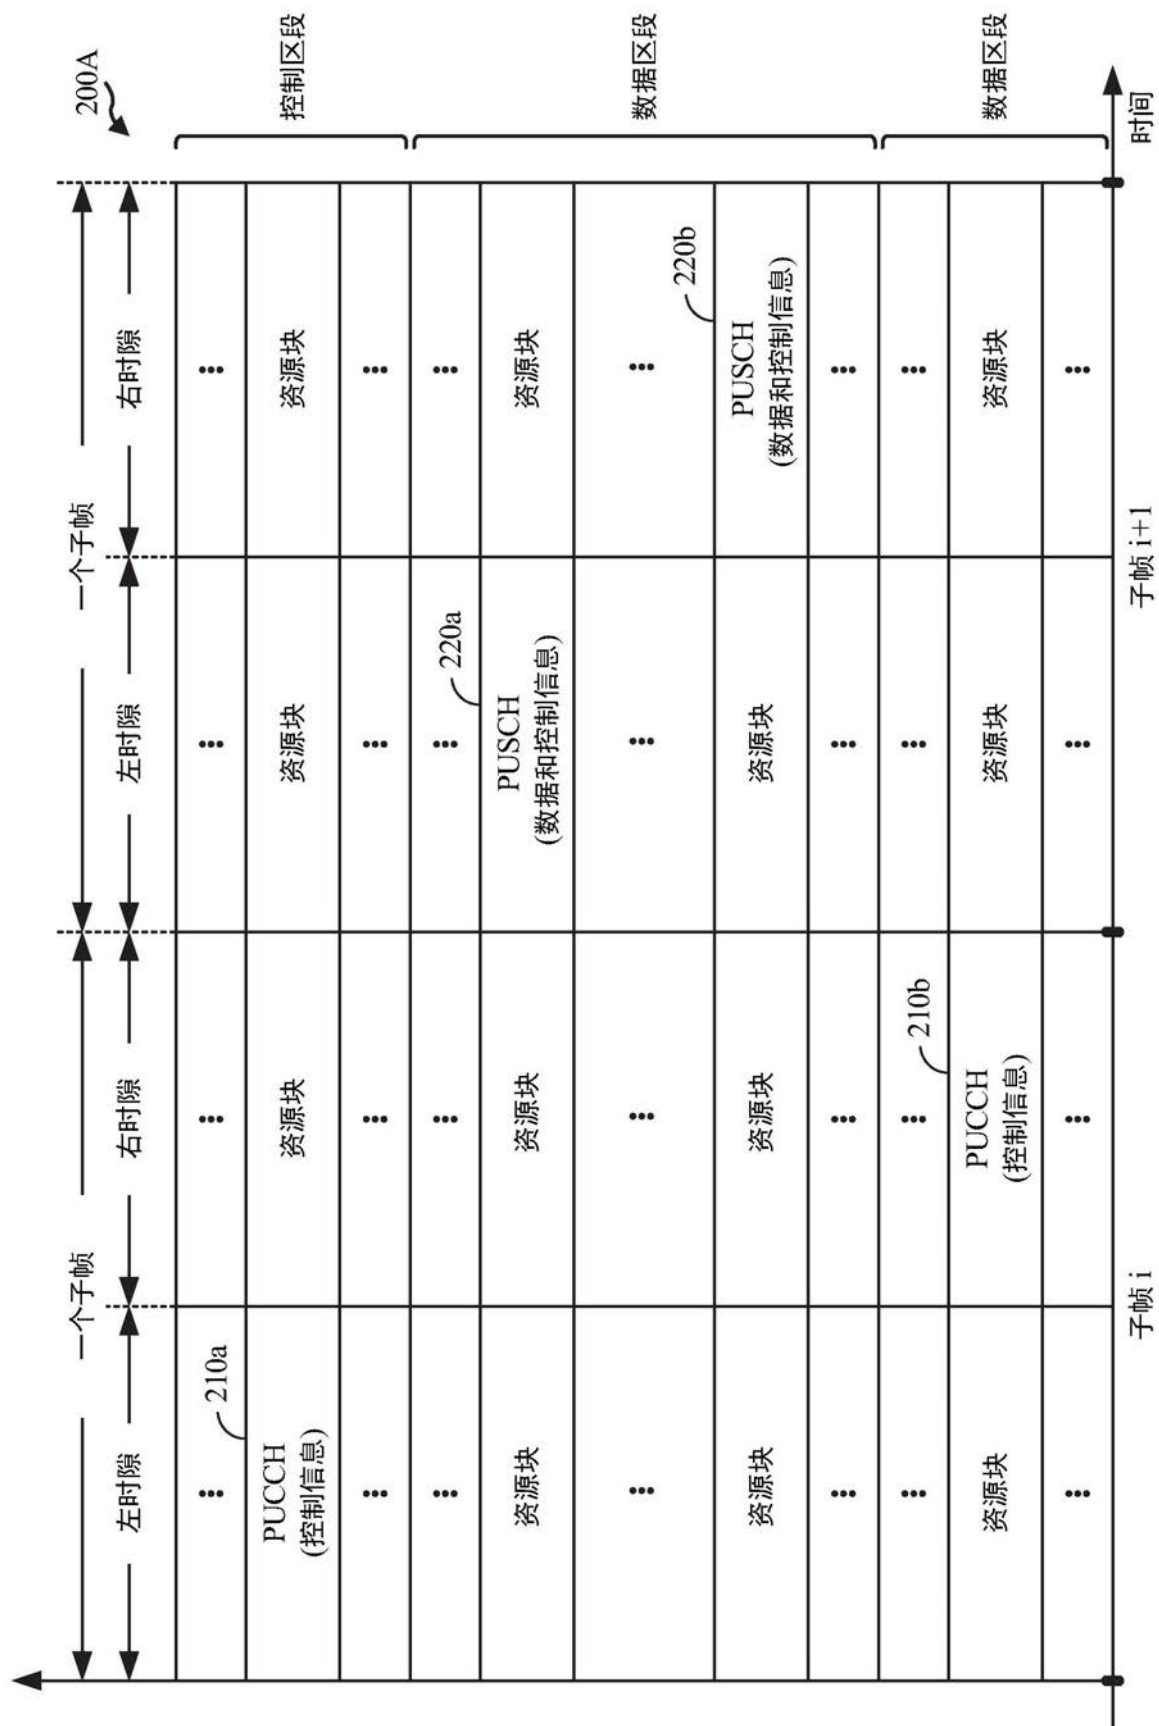 200A
一个子帧
一个子帧
左时隙
右时隙
左时隙
右时隙
...
210a
...
...
...
PUCCH
(控制信息)
资源块
资源块
资源块
控制区段
...
...
...
...
...
...
...
220a
...
资源块
资源块
PUSCH
(数据和控制信息)
资源块
...
...
...
...
220b
数据区段
资源块
资源块
资源块
PUSCH
(数据和控制信息)
...
...
...
...
...
...
210b
...
...
资源块
PUCCH
(控制信息)
资源块
资源块
数据区段
...
...
...
...
子帧 i
子帧 i+1
时间